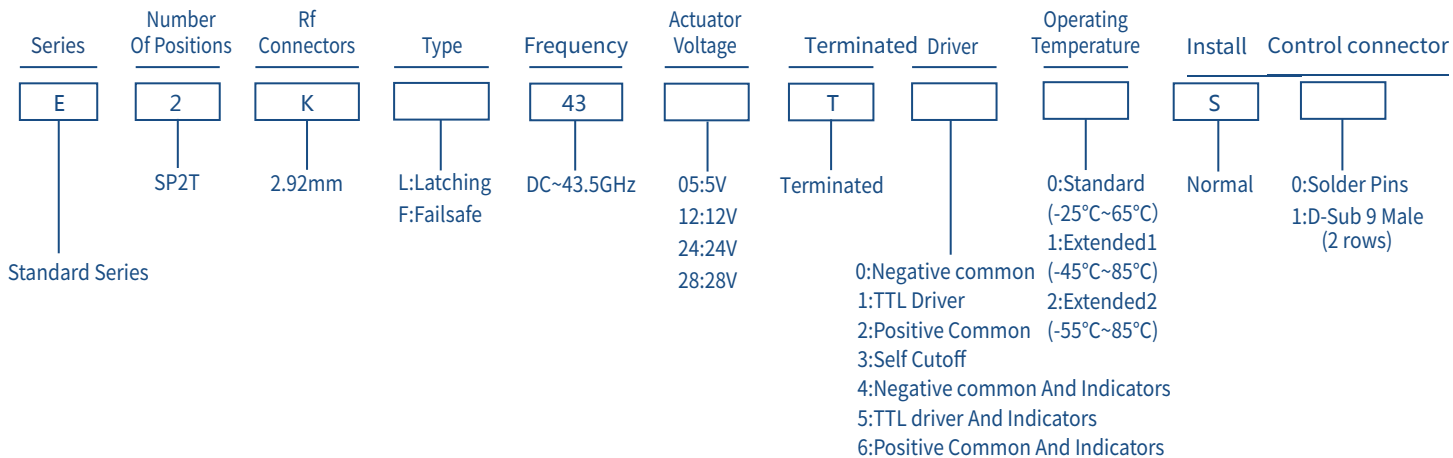 Series
Number
Of Positions
Rf
Connectors
Type
Frequency
Actuator
Voltage
Terminated
Driver
Operating
Temperature
Install
Control connector
E
2
K
43
T
S
Standard Series
SP2T
2.92mm
L:Latching
F:Failsafe
DC~43.5GHz
05:5V
12:12V
24:24V
28:28V
Terminated
0:Negative common
1:TTL Driver
2:Positive Common
3:Self Cutoff
4:Negative common And Indicators
5:TTL driver And Indicators
6:Positive Common And Indicators
0:Standard
(-25°C~65°C)
1:Extended1
(-45°C~85°C)
2:Extended2
(-55°C~85°C)
Normal
0:Solder Pins
1:D-Sub 9 Male
(2 rows)